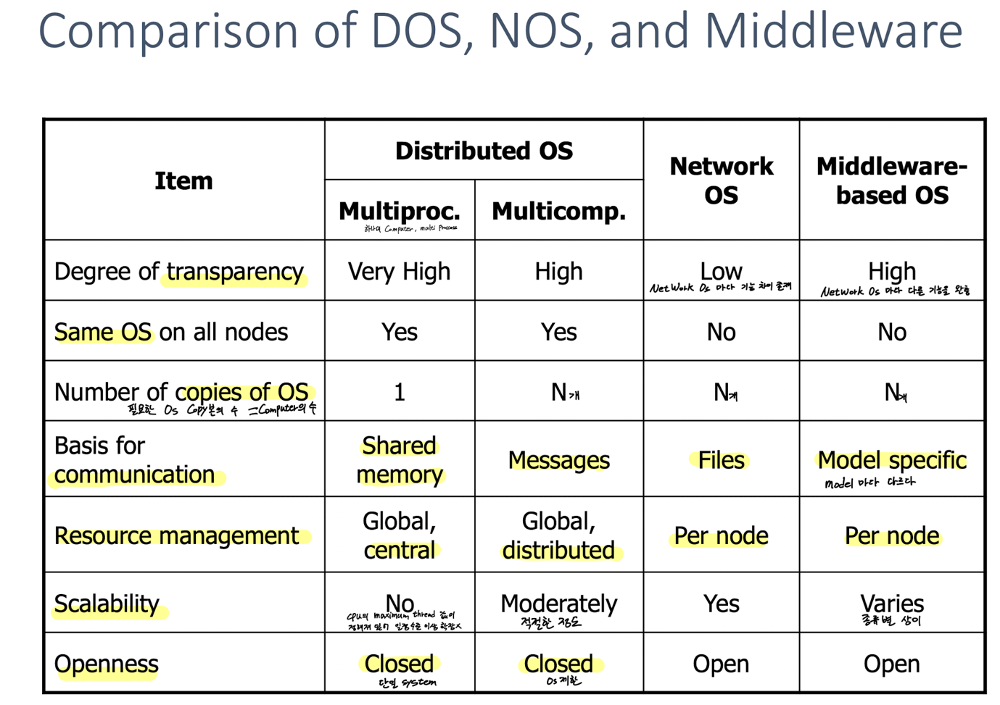 Comparison of DOS, NOS, and Middleware
Item
Distributed OS
Network
OS
Middleware-
based OS
Multiproc.
하나의 Computer, multi Process
Multicomp.
Degree of transparency
Very High
High
Low
Network Os 마다 기능 차이 존재
High
Network Os 마다 다른 기능을 완충
Same OS on all nodes
Yes
Yes
No
No
Number of copies of OS
필요한 Os Copy본의 수 = Computer의 수
1
N개
N개
N개
Basis for
communication
Shared
memory
Messages
Files
Model specific
model 마다 다르다
Resource management
Global,
central
Global,
distributed
Per node
Per node
Scalability
No
CPU의 maximum thread 값이
정해져 있기 일정수준 이상 확장X
Moderately
적절한 정도
Yes
Varies
종류별 상이
Openness
Closed
단일 system
Closed
Os 제한
Open
Open